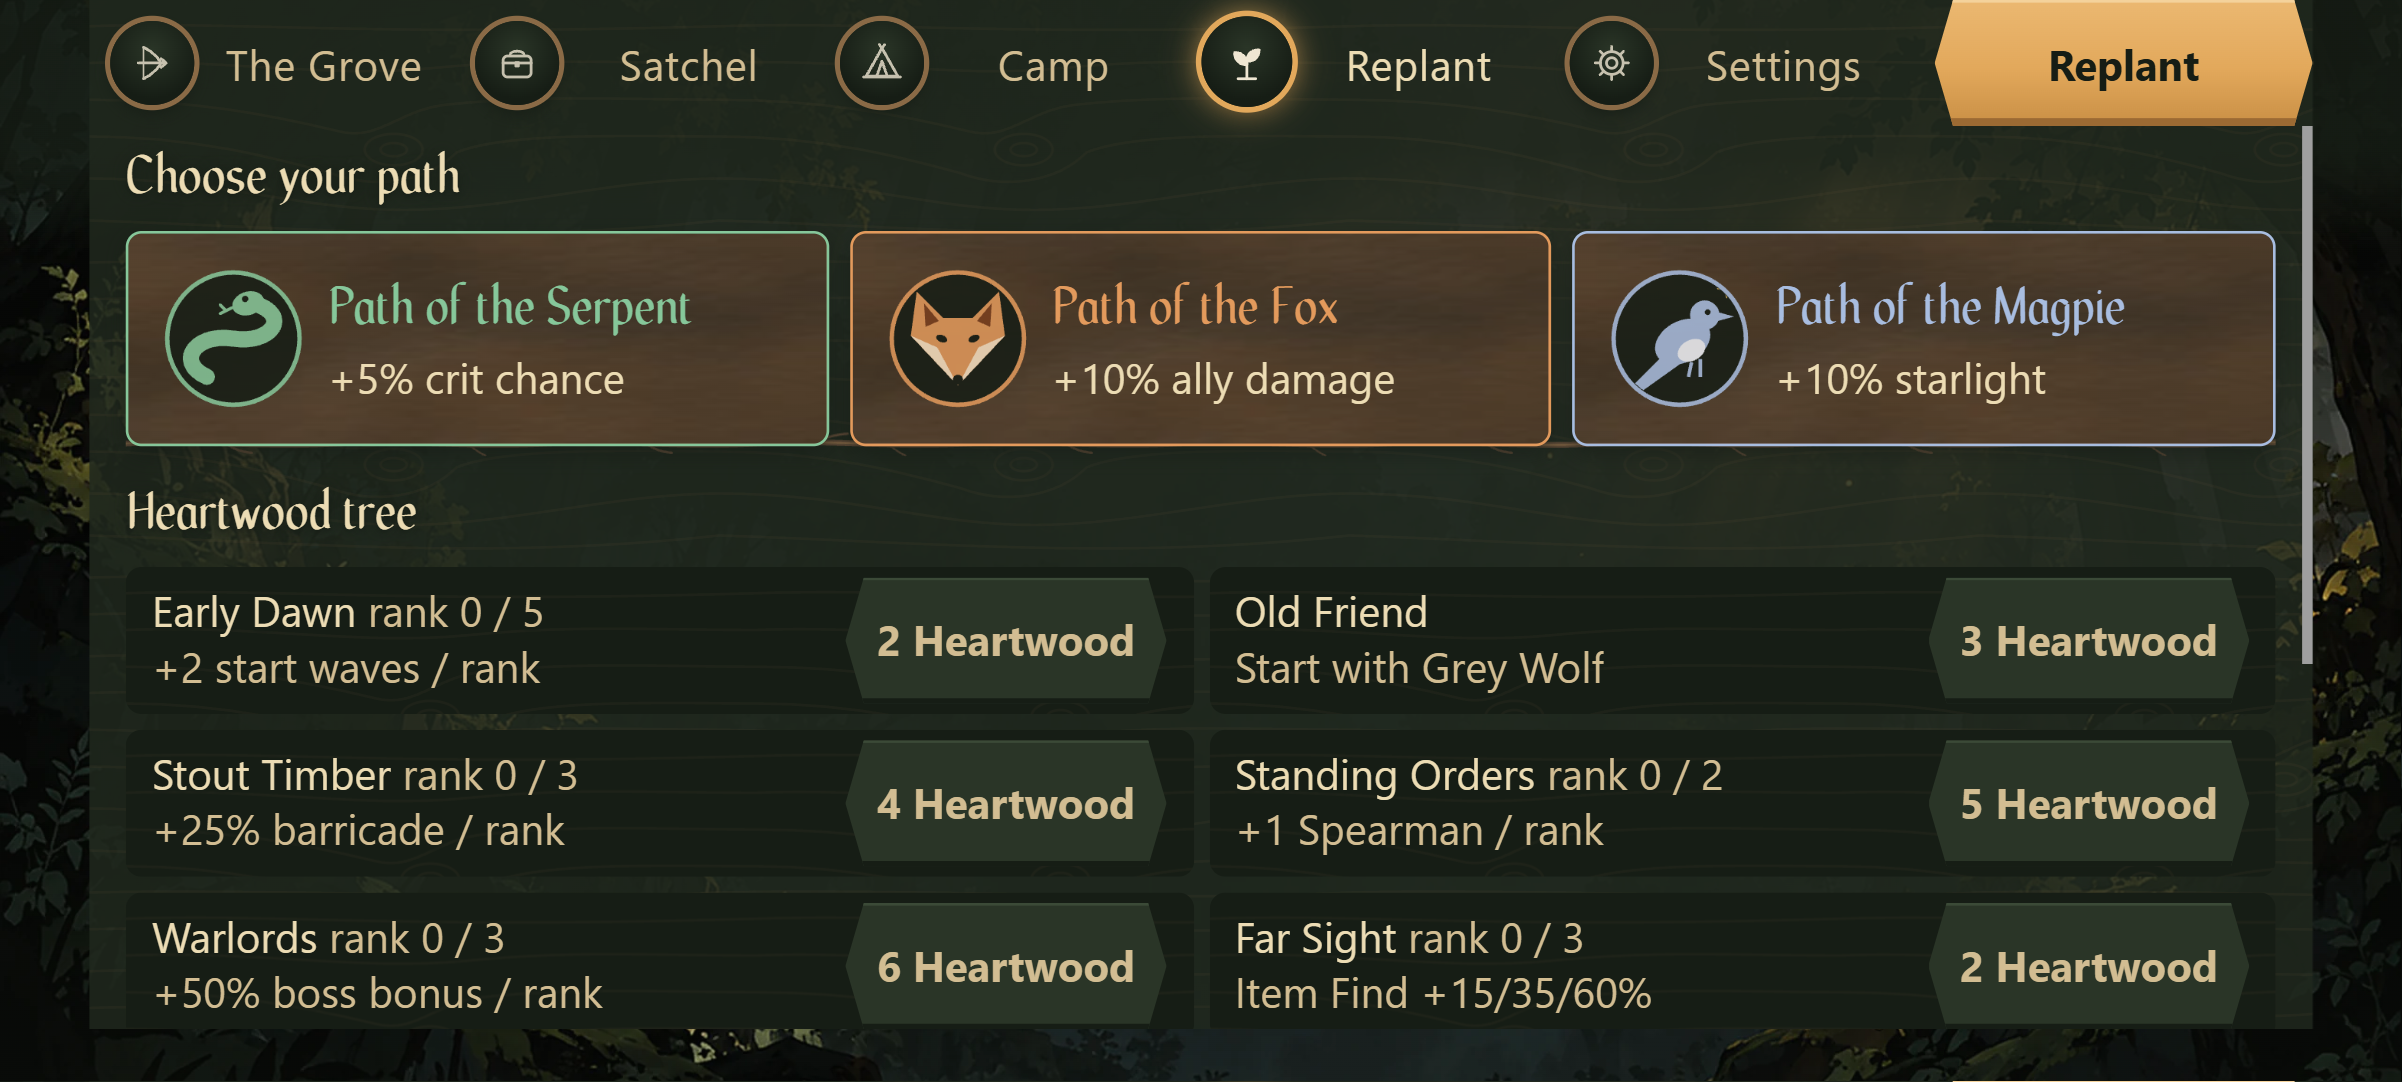 The Grove
Satchel
Camp
Replant
Settings
Replant
Choose your path
Path of the Serpent
+5% crit chance
Path of the Fox
+10% ally damage
Path of the Magpie
+10% starlight
Heartwood tree
Early Dawn rank 0 / 5
+2 start waves / rank
2 Heartwood
Old Friend
Start with Grey Wolf
3 Heartwood
Stout Timber rank 0 / 3
+25% barricade / rank
4 Heartwood
Standing Orders rank 0 / 2
+1 Spearman / rank
5 Heartwood
Warlords rank 0 / 3
+50% boss bonus / rank
6 Heartwood
Far Sight rank 0 / 3
Item Find +15/35/60%
2 Heartwood